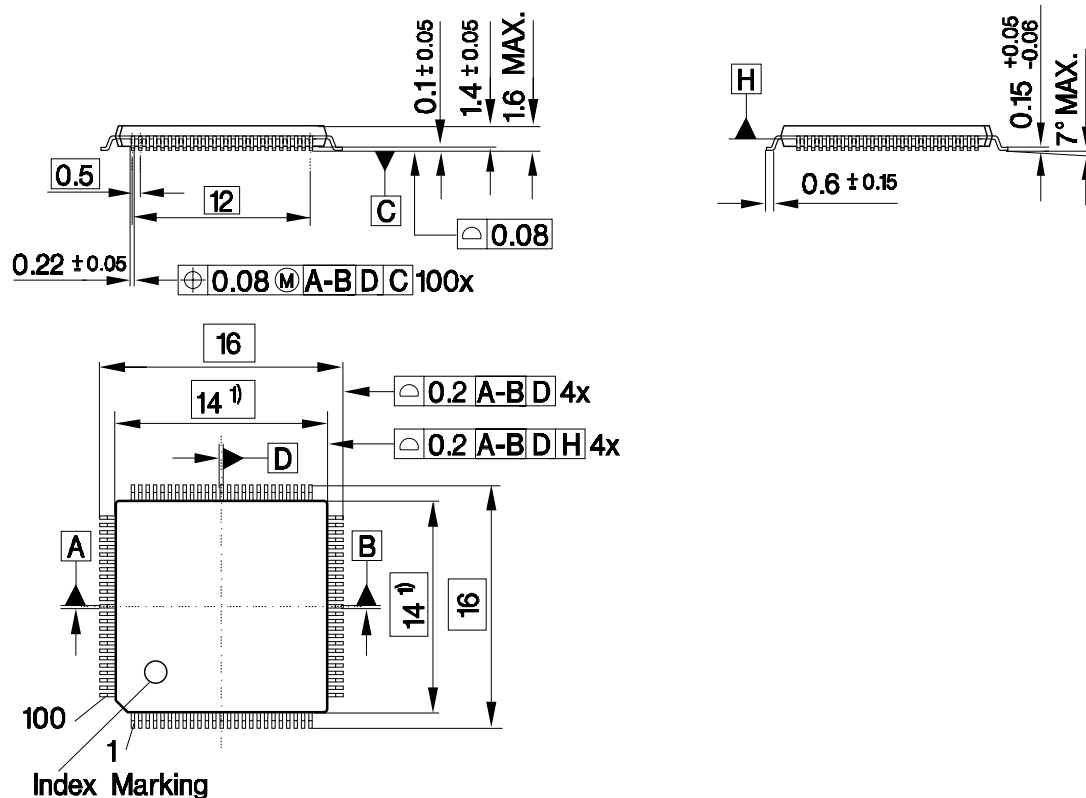 0.1 ± 0.05
1.4 ± 0.05
1.6 MAX.
H
0.15 +0.05 -0.06
7° MAX.
0.5
12
C
0.08
0.6 ± 0.15
0.22 ± 0.05
⌖ 0.08 Ⓜ A-B D C 100x
16
14 1)
⌓ 0.2 A-B D 4x
⌓ 0.2 A-B D H 4x
D
A
B
14 1)
16
100
1
Index Marking